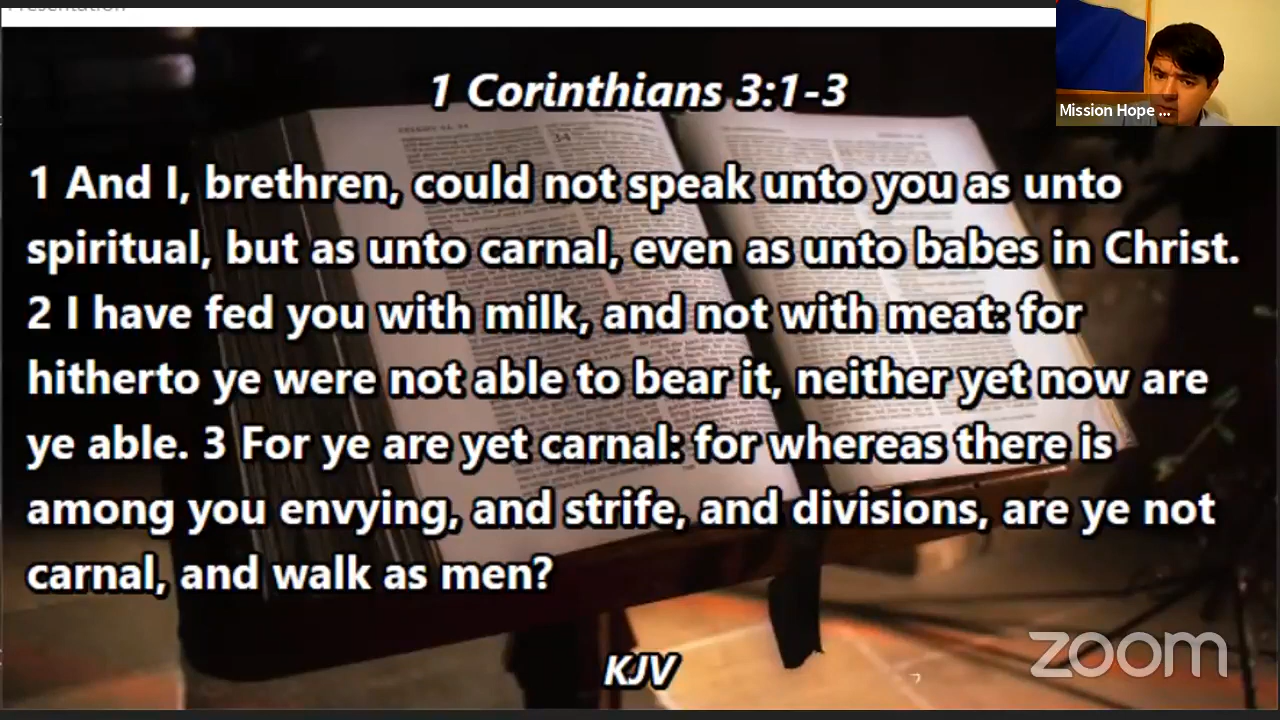 Presentation
1 Corinthians 3:1-3
Mission Hope ...
1 And I, brethren, could not speak unto you as unto
spiritual, but as unto carnal, even as unto babes in Christ.
2 I have fed you with milk, and not with meat: for
hitherto ye were not able to bear it, neither yet now are
ye able. 3 For ye are yet carnal: for whereas there is
among you envying, and strife, and divisions, are ye not
carnal, and walk as men?
KJV
zoom